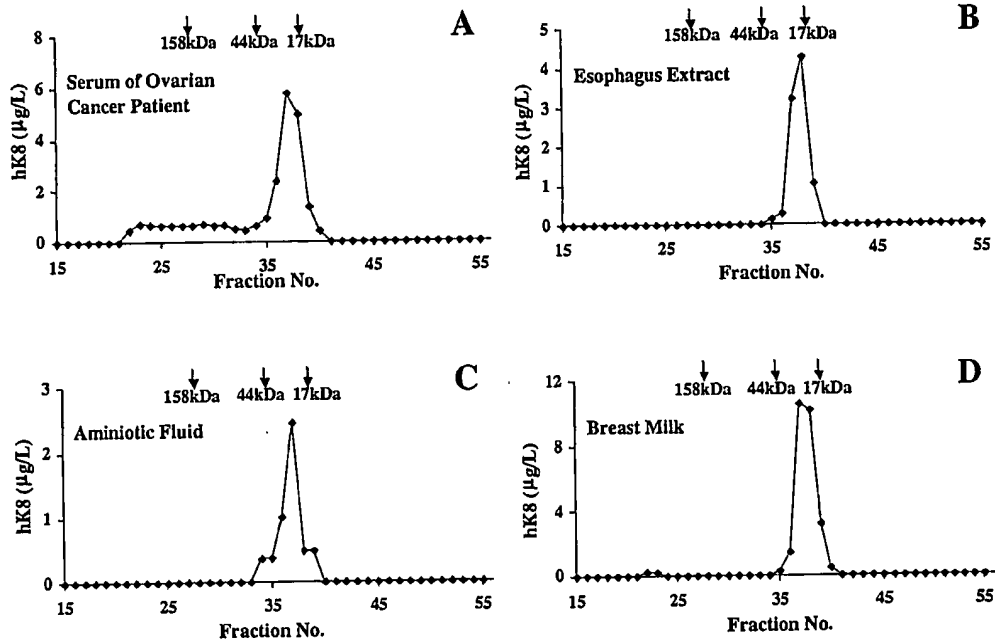 A
158kDa 44kDa 17kDa
8
6
4
2
0
hK8 (µg/L)
Serum of Ovarian
Cancer Patient
15 25 35 45 55
Fraction No.
B
158kDa 44kDa 17kDa
5
4
3
2
1
0
hK8 (µg/L)
Esophagus Extract
15 25 35 45 55
Fraction No.
C
158kDa 44kDa 17kDa
3
2
1
0
hK8 (µg/L)
Aminiotic Fluid
15 25 35 45 55
Fraction No.
D
158kDa 44kDa 17kDa
12
8
4
0
hK8 (µg/L)
Breast Milk
15 25 35 45 55
Fraction No.